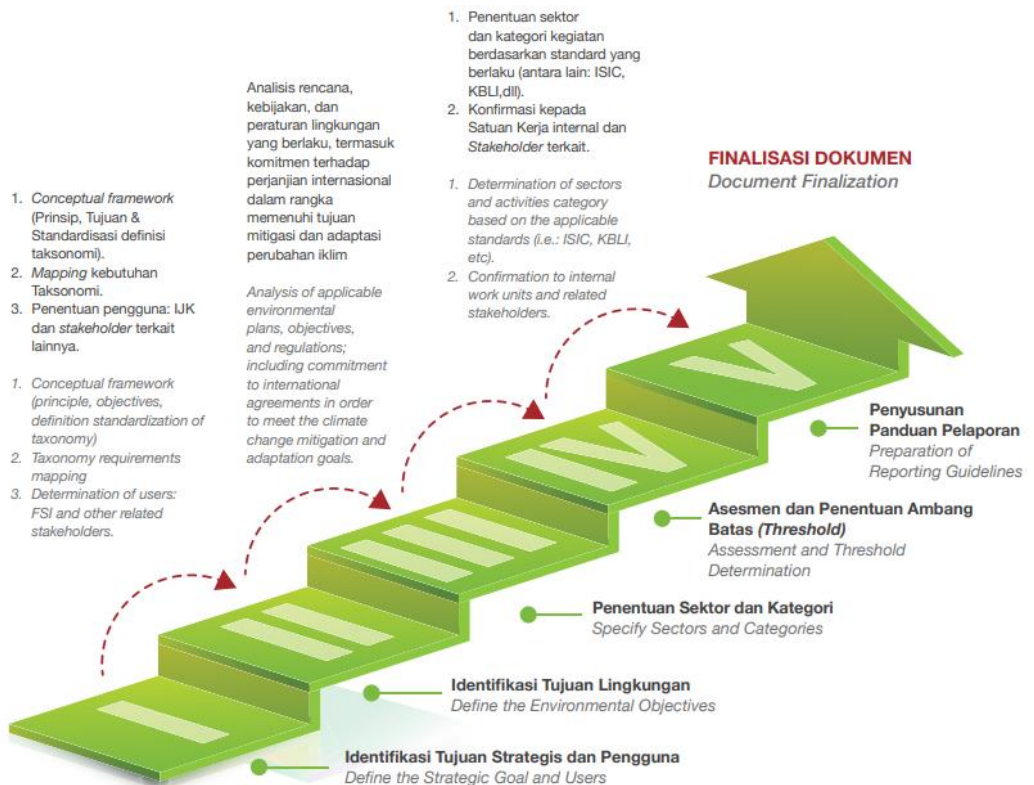 1. Conceptual framework
(Prinsip, Tujuan &
Standardisasi definisi
taksonomi).
2. Mapping kebutuhan
Taksonomi.
3. Penentuan pengguna: IJK
dan stakeholder terkait
lainnya.
1. Conceptual framework
(principle, objectives,
definition standardization of
taxonomy)
2. Taxonomy requirements
mapping
3. Determination of users:
FSI and other related
stakeholders.
Analisis rencana,
kebijakan, dan
peraturan lingkungan
yang berlaku, termasuk
komitmen terhadap
perjanjian internasional
dalam rangka
memenuhi tujuan
mitigasi dan adaptasi
perubahan iklim
Analysis of applicable
environmental
plans, objectives,
and regulations;
including commitment
to international
agreements in order
to meet the climate
change mitigation and
adaptation goals.
1. Penentuan sektor
dan kategori kegiatan
berdasarkan standard yang
berlaku (antara lain: ISIC,
KBLI,dll).
2. Konfirmasi kepada
Satuan Kerja internal dan
Stakeholder terkait.
1. Determination of sectors
and activities category
based on the applicable
standards (i.e.: ISIC, KBLI,
etc).
2. Confirmation to internal
work units and related
stakeholders.
FINALISASI DOKUMEN
Document Finalization
V
Penyusunan
Panduan Pelaporan
Preparation of
Reporting Guidelines
IV
Asesmen dan Penentuan Ambang
Batas (Threshold)
Assessment and Threshold
Determination
III
Penentuan Sektor dan Kategori
Specify Sectors and Categories
II
Identifikasi Tujuan Lingkungan
Define the Environmental Objectives
I
Identifikasi Tujuan Strategis dan Pengguna
Define the Strategic Goal and Users